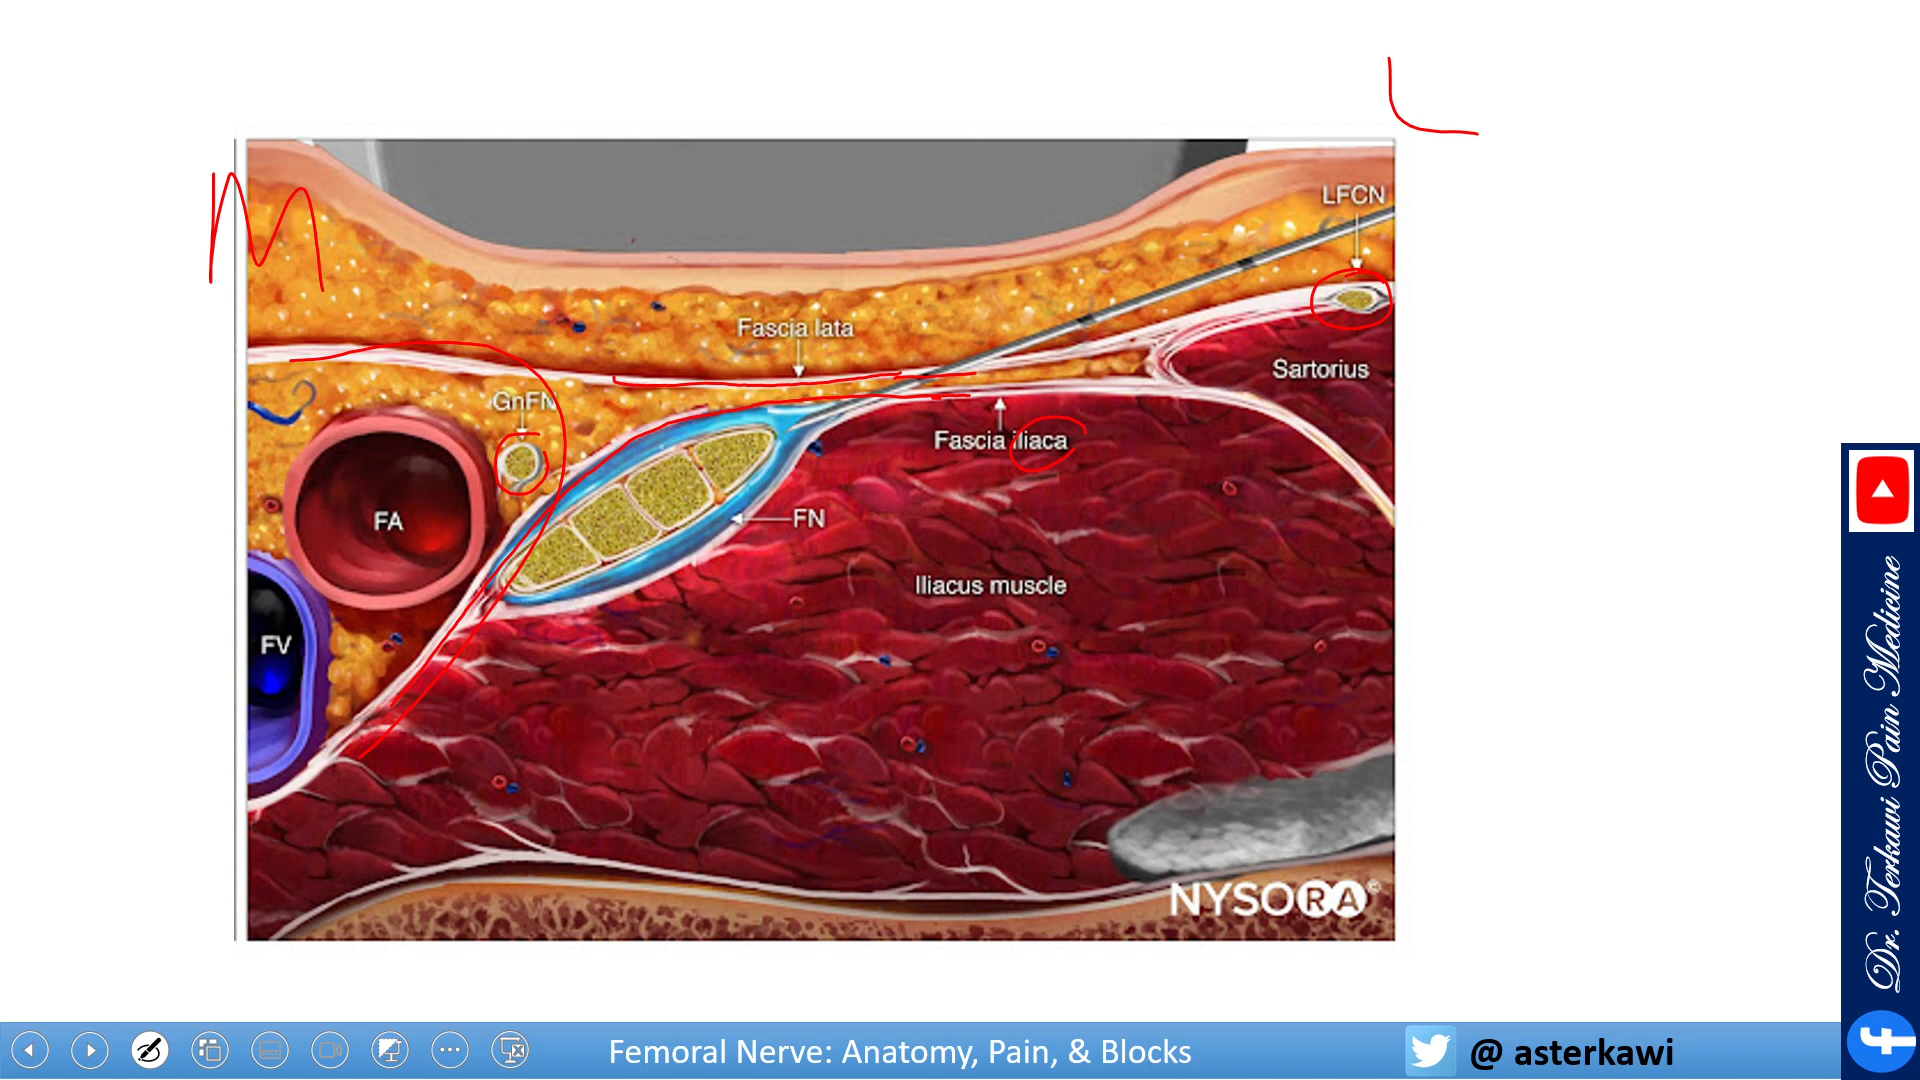 L
M
LFCN
Fascia lata
Sartorius
GnFN
Fascia iliaca
FA
FN
Iliacus muscle
FV
NYSORA©
Dr. Terkawi Pain Medicine
Femoral Nerve: Anatomy, Pain, & Blocks
@ asterkawi